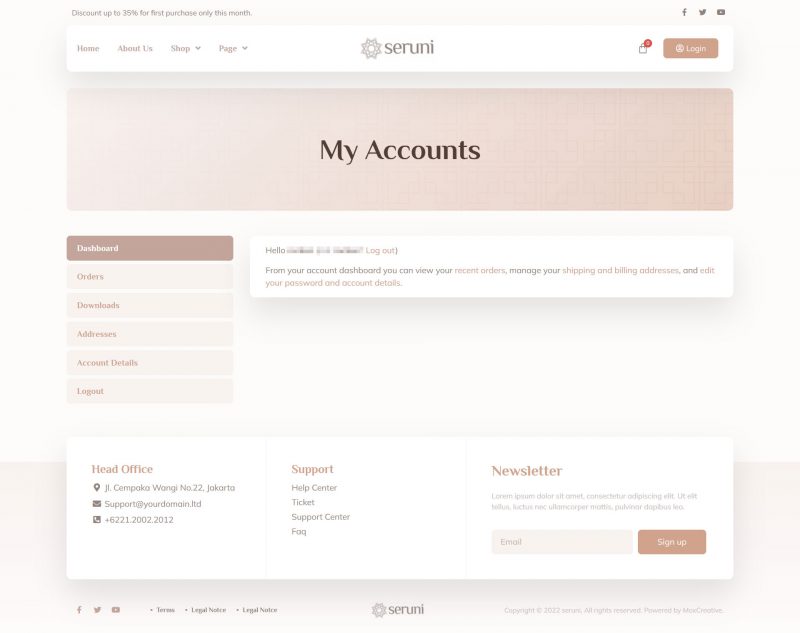 Discount up to 35% for first purchase only this month.
Home About Us Shop Page
seruni
0
Login
My Accounts
Dashboard
Orders
Downloads
Addresses
Account Details
Logout
Hello Log out)
From your account dashboard you can view your recent orders, manage your shipping and billing addresses, and edit
your password and account details.
Head Office
Jl. Cempaka Wangi No.22, Jakarta
Support@yourdomain.ltd
+6221.2002.2012
Support
Help Center
Ticket
Support Center
Faq
Newsletter
Lorem ipsum dolor sit amet, consectetur adipiscing elit. Ut elit
tellus, luctus nec ullamcorper mattis, pulvinar dapibus leo.
Email
Sign up
• Terms • Legal Notce • Legal Notce
seruni
Copyright © 2022 seruni, All rights reserved. Powered by MoxCreative.